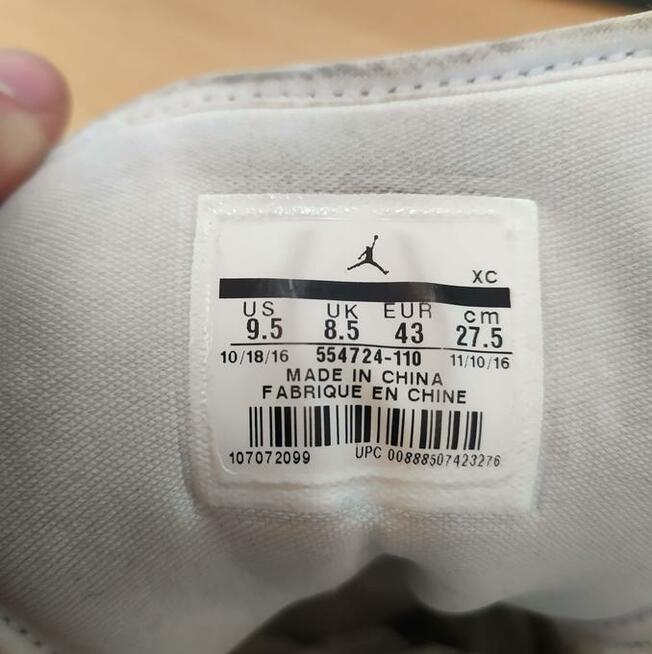 XC
US UK EUR cm
9.5 8.5 43 27.5
10/18/16 554724-110 11/10/16
MADE IN CHINA
FABRIQUE EN CHINE
107072099 UPC 00888507423276